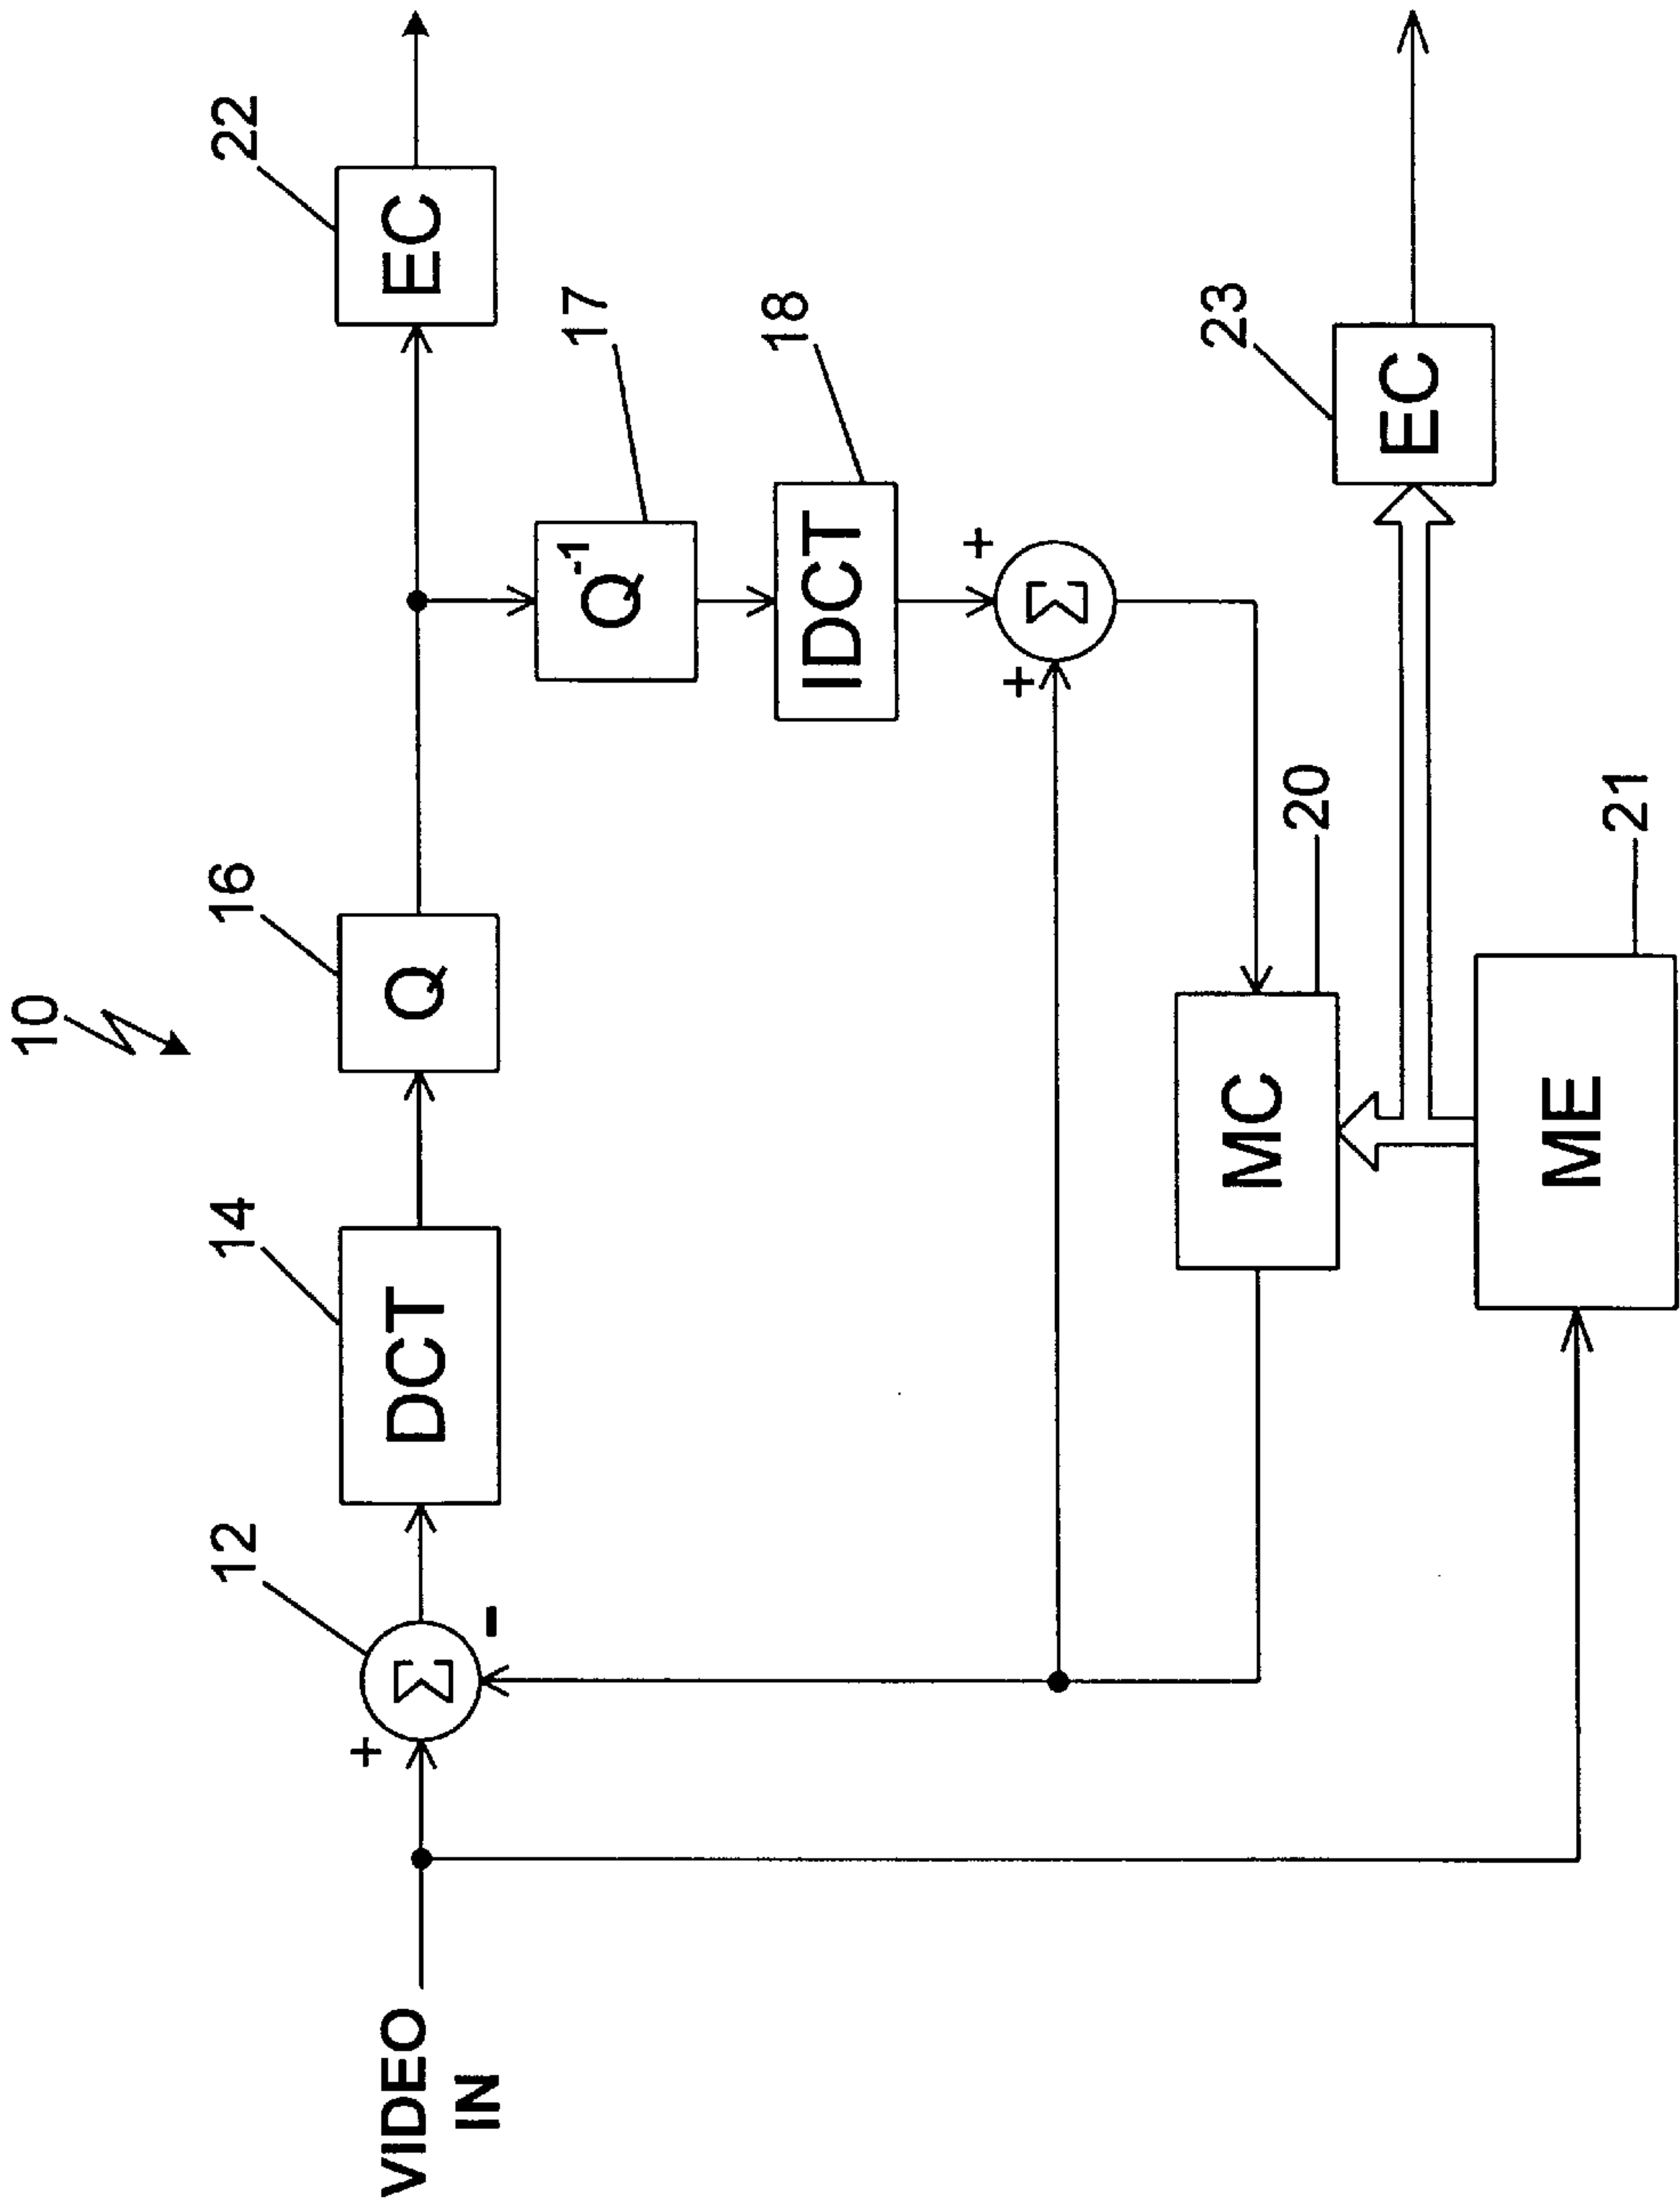 10
12
14
16
22
+
Σ
-
DCT
Q
EC
VIDEO
IN
17
Q-1
18
IDCT
+
+
Σ
20
MC
23
EC
21
ME